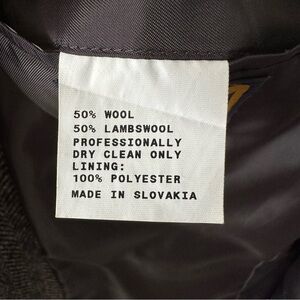 50% WOOL
50% LAMBSWOOL
PROFESSIONALLY
DRY CLEAN ONLY
LINING:
100% POLYESTER
MADE IN SLOVAKIA